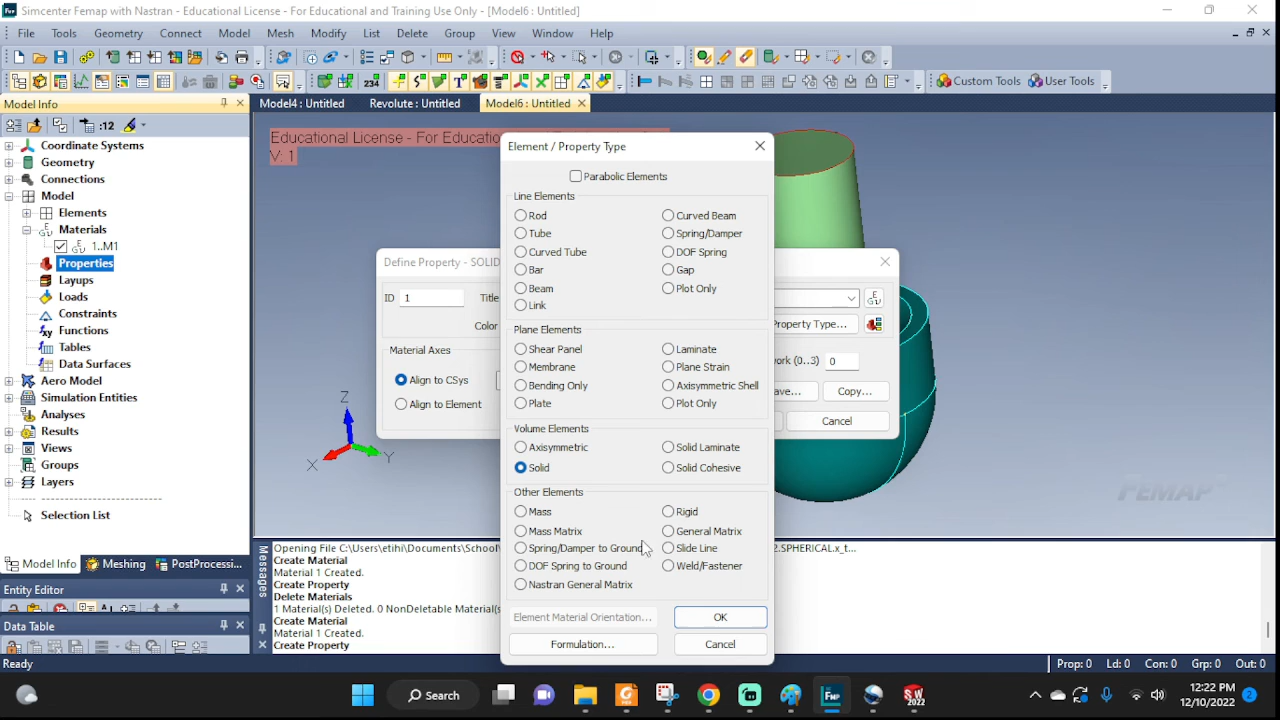 Simcenter Femap with Nastran - Educational License - For Educational and Training Use Only - [Model6 : Untitled]
File Tools Geometry Connect Model Mesh Modify List Delete Group View Window Help
234
Custom Tools User Tools
Model Info
Model4 : Untitled Revolute : Untitled Model6 : Untitled
:12
Coordinate Systems
Geometry
Connections
Model
Elements
Materials
1..M1
Properties
Layups
Loads
Constraints
Functions
Tables
Data Surfaces
Aero Model
Simulation Entities
Analyses
Results
Views
Groups
Layers
Selection List
Model Info Meshing PostProcessing...
Entity Editor
Data Table
Educational License - For Educatio
V: 1
Define Property - SOLID
ID 1 Title
Color
Material Axes
Align to CSys
Align to Element
Property Type...
work (0..3) 0
ave... Copy...
Cancel
Z
X Y
FEMAP
Element / Property Type
Parabolic Elements
Line Elements
Rod Curved Beam
Tube Spring/Damper
Curved Tube DOF Spring
Bar Gap
Beam Plot Only
Link
Plane Elements
Shear Panel Laminate
Membrane Plane Strain
Bending Only Axisymmetric Shell
Plate Plot Only
Volume Elements
Axisymmetric Solid Laminate
Solid Solid Cohesive
Other Elements
Mass Rigid
Mass Matrix General Matrix
Spring/Damper to Ground Slide Line
DOF Spring to Ground Weld/Fastener
Nastran General Matrix
Element Material Orientation... OK
Formulation... Cancel
Messages
Opening File C:\Users\etihi\Documents\School 2.SPHERICAL.x_t...
Create Material
Material 1 Created.
Create Property
Delete Materials
1 Material(s) Deleted. 0 NonDeletable Material(s
Create Material
Material 1 Created.
Create Property
Ready Prop: 0 Ld: 0 Con: 0 Grp: 0 Out: 0
Search
12:22 PM
12/10/2022
2